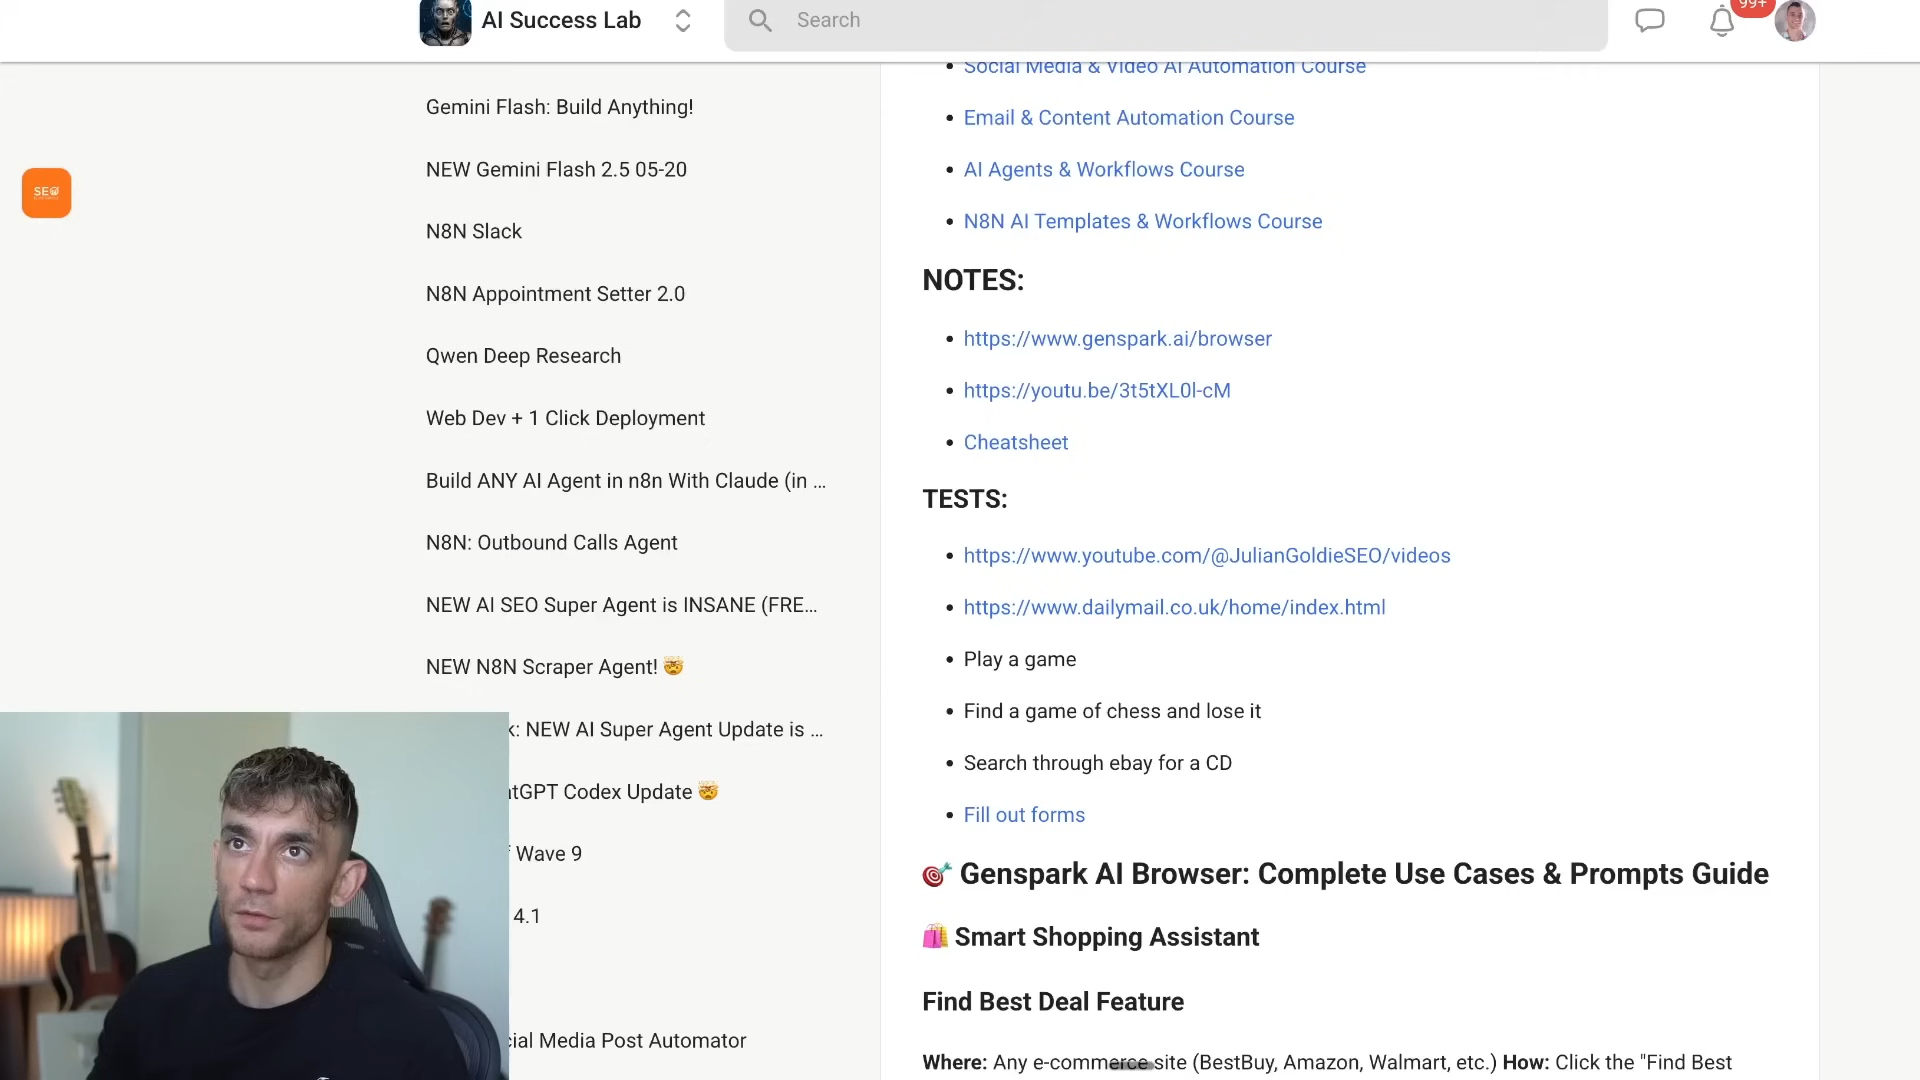 AI Success Lab
Search
99+
SEO
Gemini Flash: Build Anything!
NEW Gemini Flash 2.5 05-20
N8N Slack
N8N Appointment Setter 2.0
Qwen Deep Research
Web Dev + 1 Click Deployment
Build ANY AI Agent in n8n With Claude (in ...
N8N: Outbound Calls Agent
NEW AI SEO Super Agent is INSANE (FRE...
NEW N8N Scraper Agent! 🤯
k: NEW AI Super Agent Update is ...
tGPT Codex Update 🤯
Wave 9
4.1
cial Media Post Automator
• Social Media & Video AI Automation Course
• Email & Content Automation Course
• AI Agents & Workflows Course
• N8N AI Templates & Workflows Course
NOTES:
• https://www.genspark.ai/browser
• https://youtu.be/3t5tXL0l-cM
• Cheatsheet
TESTS:
• https://www.youtube.com/@JulianGoldieSEO/videos
• https://www.dailymail.co.uk/home/index.html
• Play a game
• Find a game of chess and lose it
• Search through ebay for a CD
• Fill out forms
🎯 Genspark AI Browser: Complete Use Cases & Prompts Guide
🛍️ Smart Shopping Assistant
Find Best Deal Feature
Where: Any e-commerce site (BestBuy, Amazon, Walmart, etc.) How: Click the "Find Best